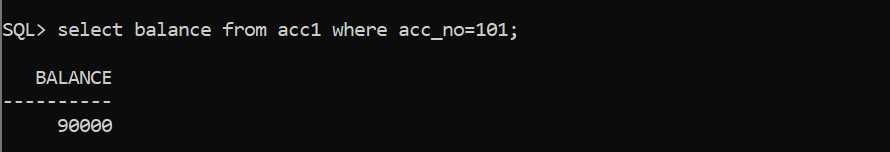 SQL> select balance from acc1 where acc_no=101;
BALANCE
----------
90000